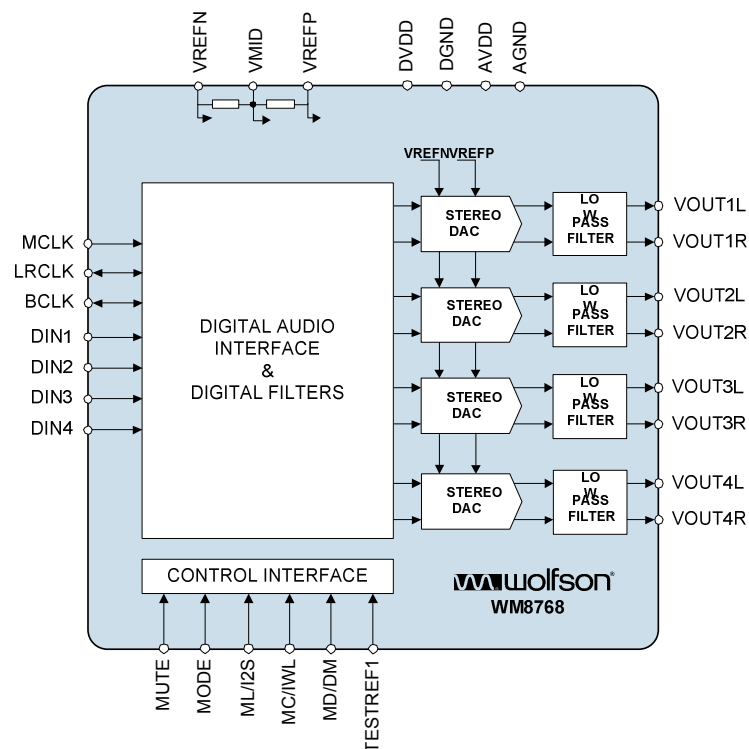 VREFN
VMID
VREFP
DVDD
DGND
AVDD
AGND
VREFN VREFP
MCLK
LRCLK
BCLK
DIN1
DIN2
DIN3
DIN4
DIGITAL AUDIO
INTERFACE
&
DIGITAL FILTERS
STEREO
DAC
LO
W
PASS
FILTER
VOUT1L
VOUT1R
STEREO
DAC
LO
W
PASS
FILTER
VOUT2L
VOUT2R
STEREO
DAC
LO
W
PASS
FILTER
VOUT3L
VOUT3R
STEREO
DAC
LO
W
PASS
FILTER
VOUT4L
VOUT4R
CONTROL INTERFACE
wolfson®
WM8768
MUTE
MODE
ML/I2S
MC/IWL
MD/DM
TESTREF1